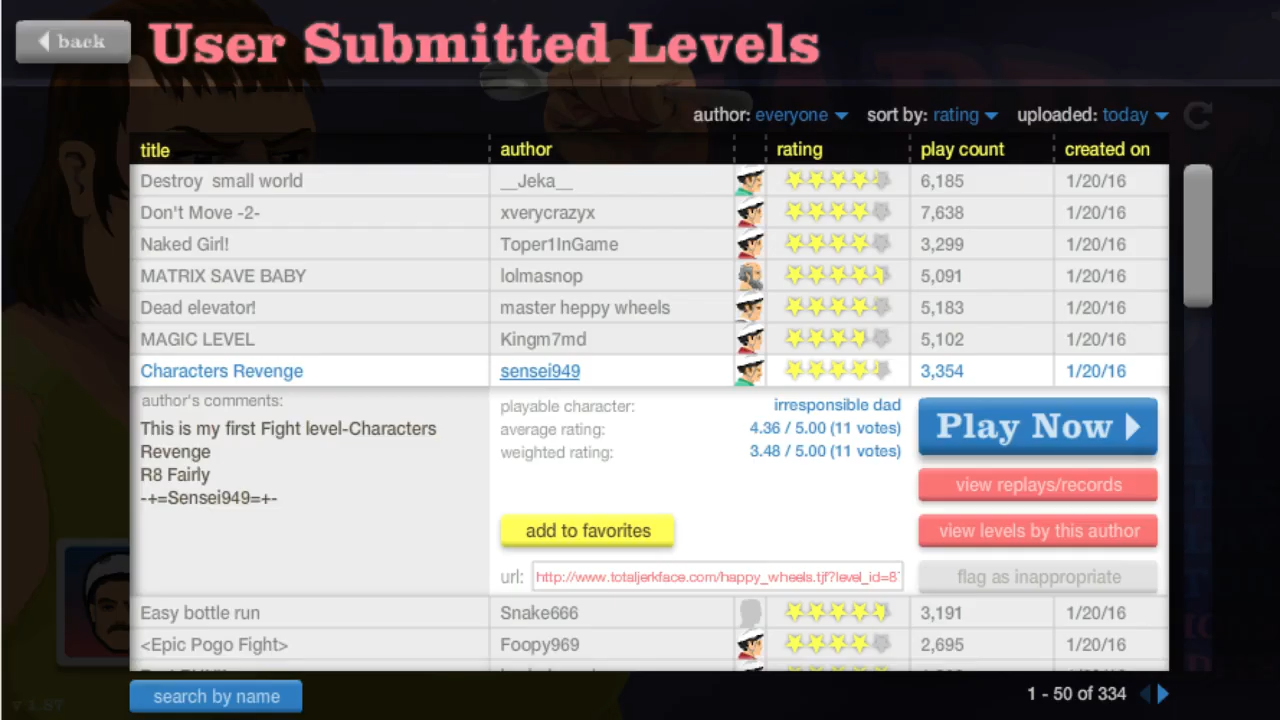 back
User Submitted Levels
author: everyone sort by: rating uploaded: today
title author rating play count created on
Destroy small world __Jeka__ 6,185 1/20/16
Don't Move -2- xverycrazyx 7,638 1/20/16
Naked Girl! Toper1InGame 3,299 1/20/16
MATRIX SAVE BABY lolmasnop 5,091 1/20/16
Dead elevator! master heppy wheels 5,183 1/20/16
MAGIC LEVEL Kingm7md 5,102 1/20/16
Characters Revenge sensei949 3,354 1/20/16
author's comments:
This is my first Fight level-Characters
Revenge
R8 Fairly
-+=Sensei949=+-
playable character: irresponsible dad
average rating: 4.36 / 5.00 (11 votes)
weighted rating: 3.48 / 5.00 (11 votes)
add to favorites
url: http://www.totaljerkface.com/happy_wheels.tjf?level_id=8
Play Now
view replays/records
view levels by this author
flag as inappropriate
Easy bottle run Snake666 3,191 1/20/16
<Epic Pogo Fight> Foopy969 2,695 1/20/16
search by name
1 - 50 of 334
v 1.87